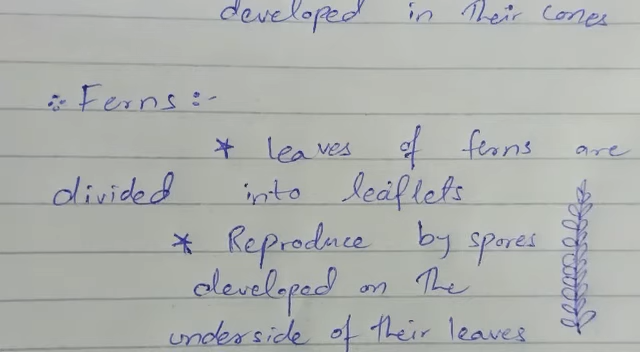 developed in their cones
∴ Ferns :-
* leaves of ferns are
divided into leaflets
* Reproduce by spores
developed on the
underside of their leaves